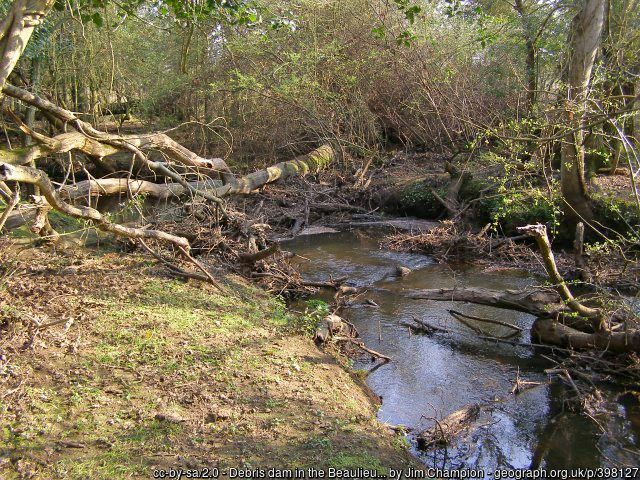 cc-by-sa/2.0 - Debris dam in the Beaulieu... by Jim Champion - geograph.org.uk/p/398127